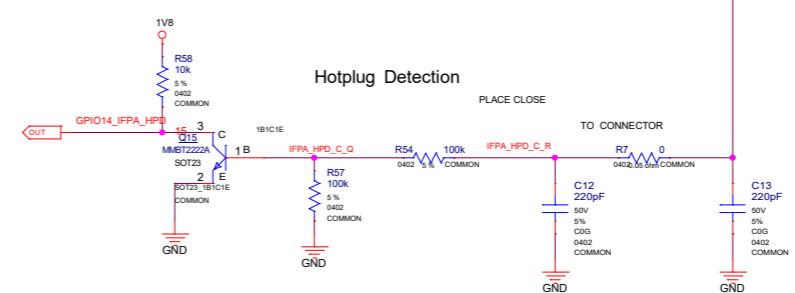 1V8
R58
10k
5 %
0402
COMMON
Hotplug Detection
PLACE CLOSE
TO CONNECTOR
GPIO14_IFPA_HPD
OUT
15 3 C
Q15
MMBT2222A
SOT23
1B1C1E
1 B
E
2
SOT23_1B1C1E
COMMON
GND
IFPA_HPD_C_Q
R57
100k
5 %
0402
COMMON
GND
R54 100k
0402 5 % COMMON
IFPA_HPD_C_R
R7 0
0402 0.05 ohm COMMON
C12
220pF
50V
5%
C0G
0402
COMMON
GND
C13
220pF
50V
5%
C0G
0402
COMMON
GND